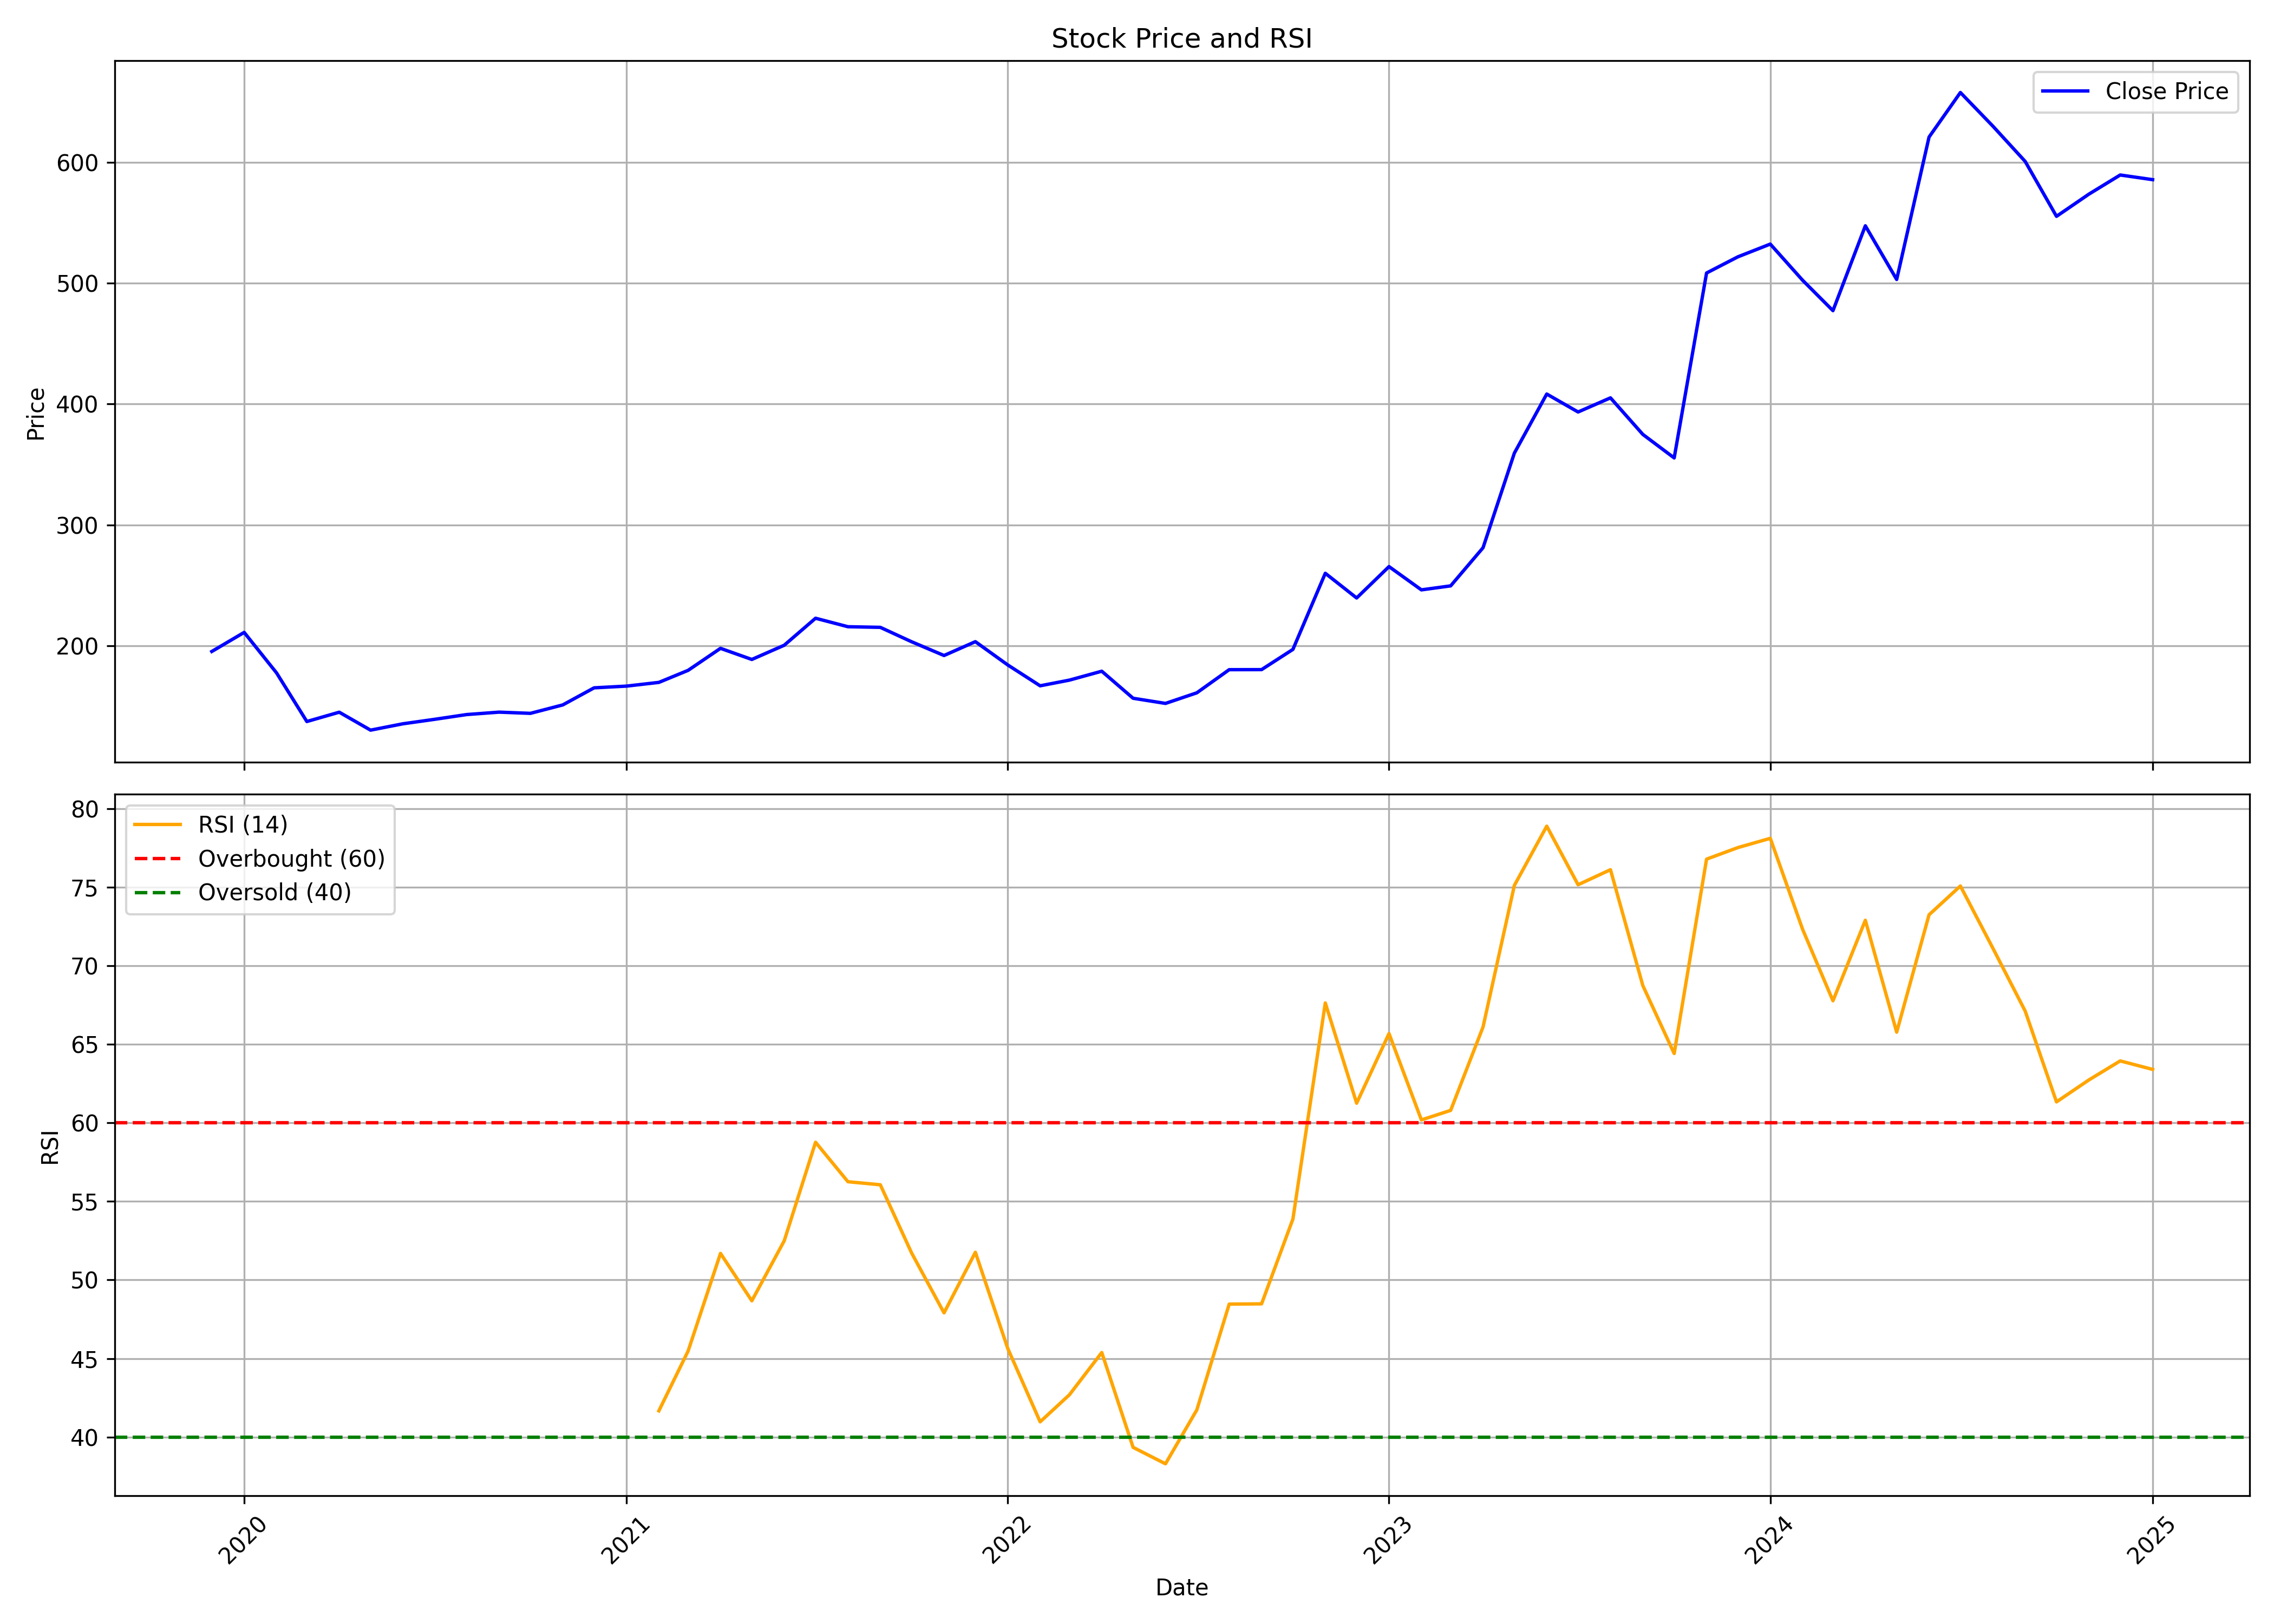 Stock Price and RSI
Close Price
Price
600
500
400
300
200
RSI (14)
Overbought (60)
Oversold (40)
RSI
80
75
70
65
60
55
50
45
40
2020
2021
2022
2023
2024
2025
Date